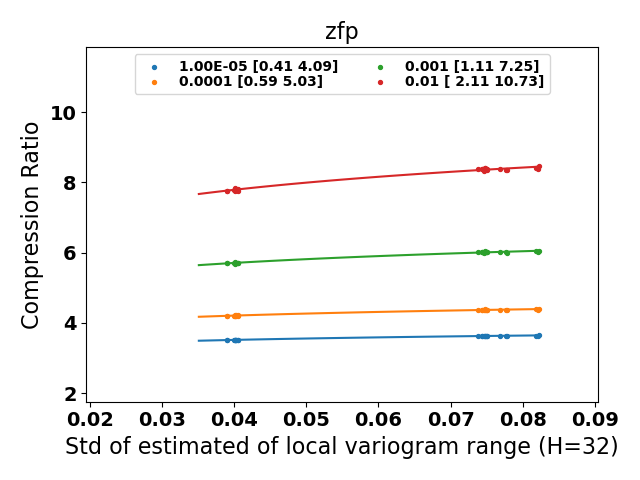 zfp
1.00E-05 [0.41 4.09]
0.0001 [0.59 5.03]
0.001 [1.11 7.25]
0.01 [ 2.11 10.73]
Compression Ratio
10
8
6
4
2
0.02 0.03 0.04 0.05 0.06 0.07 0.08 0.09
Std of estimated of local variogram range (H=32)